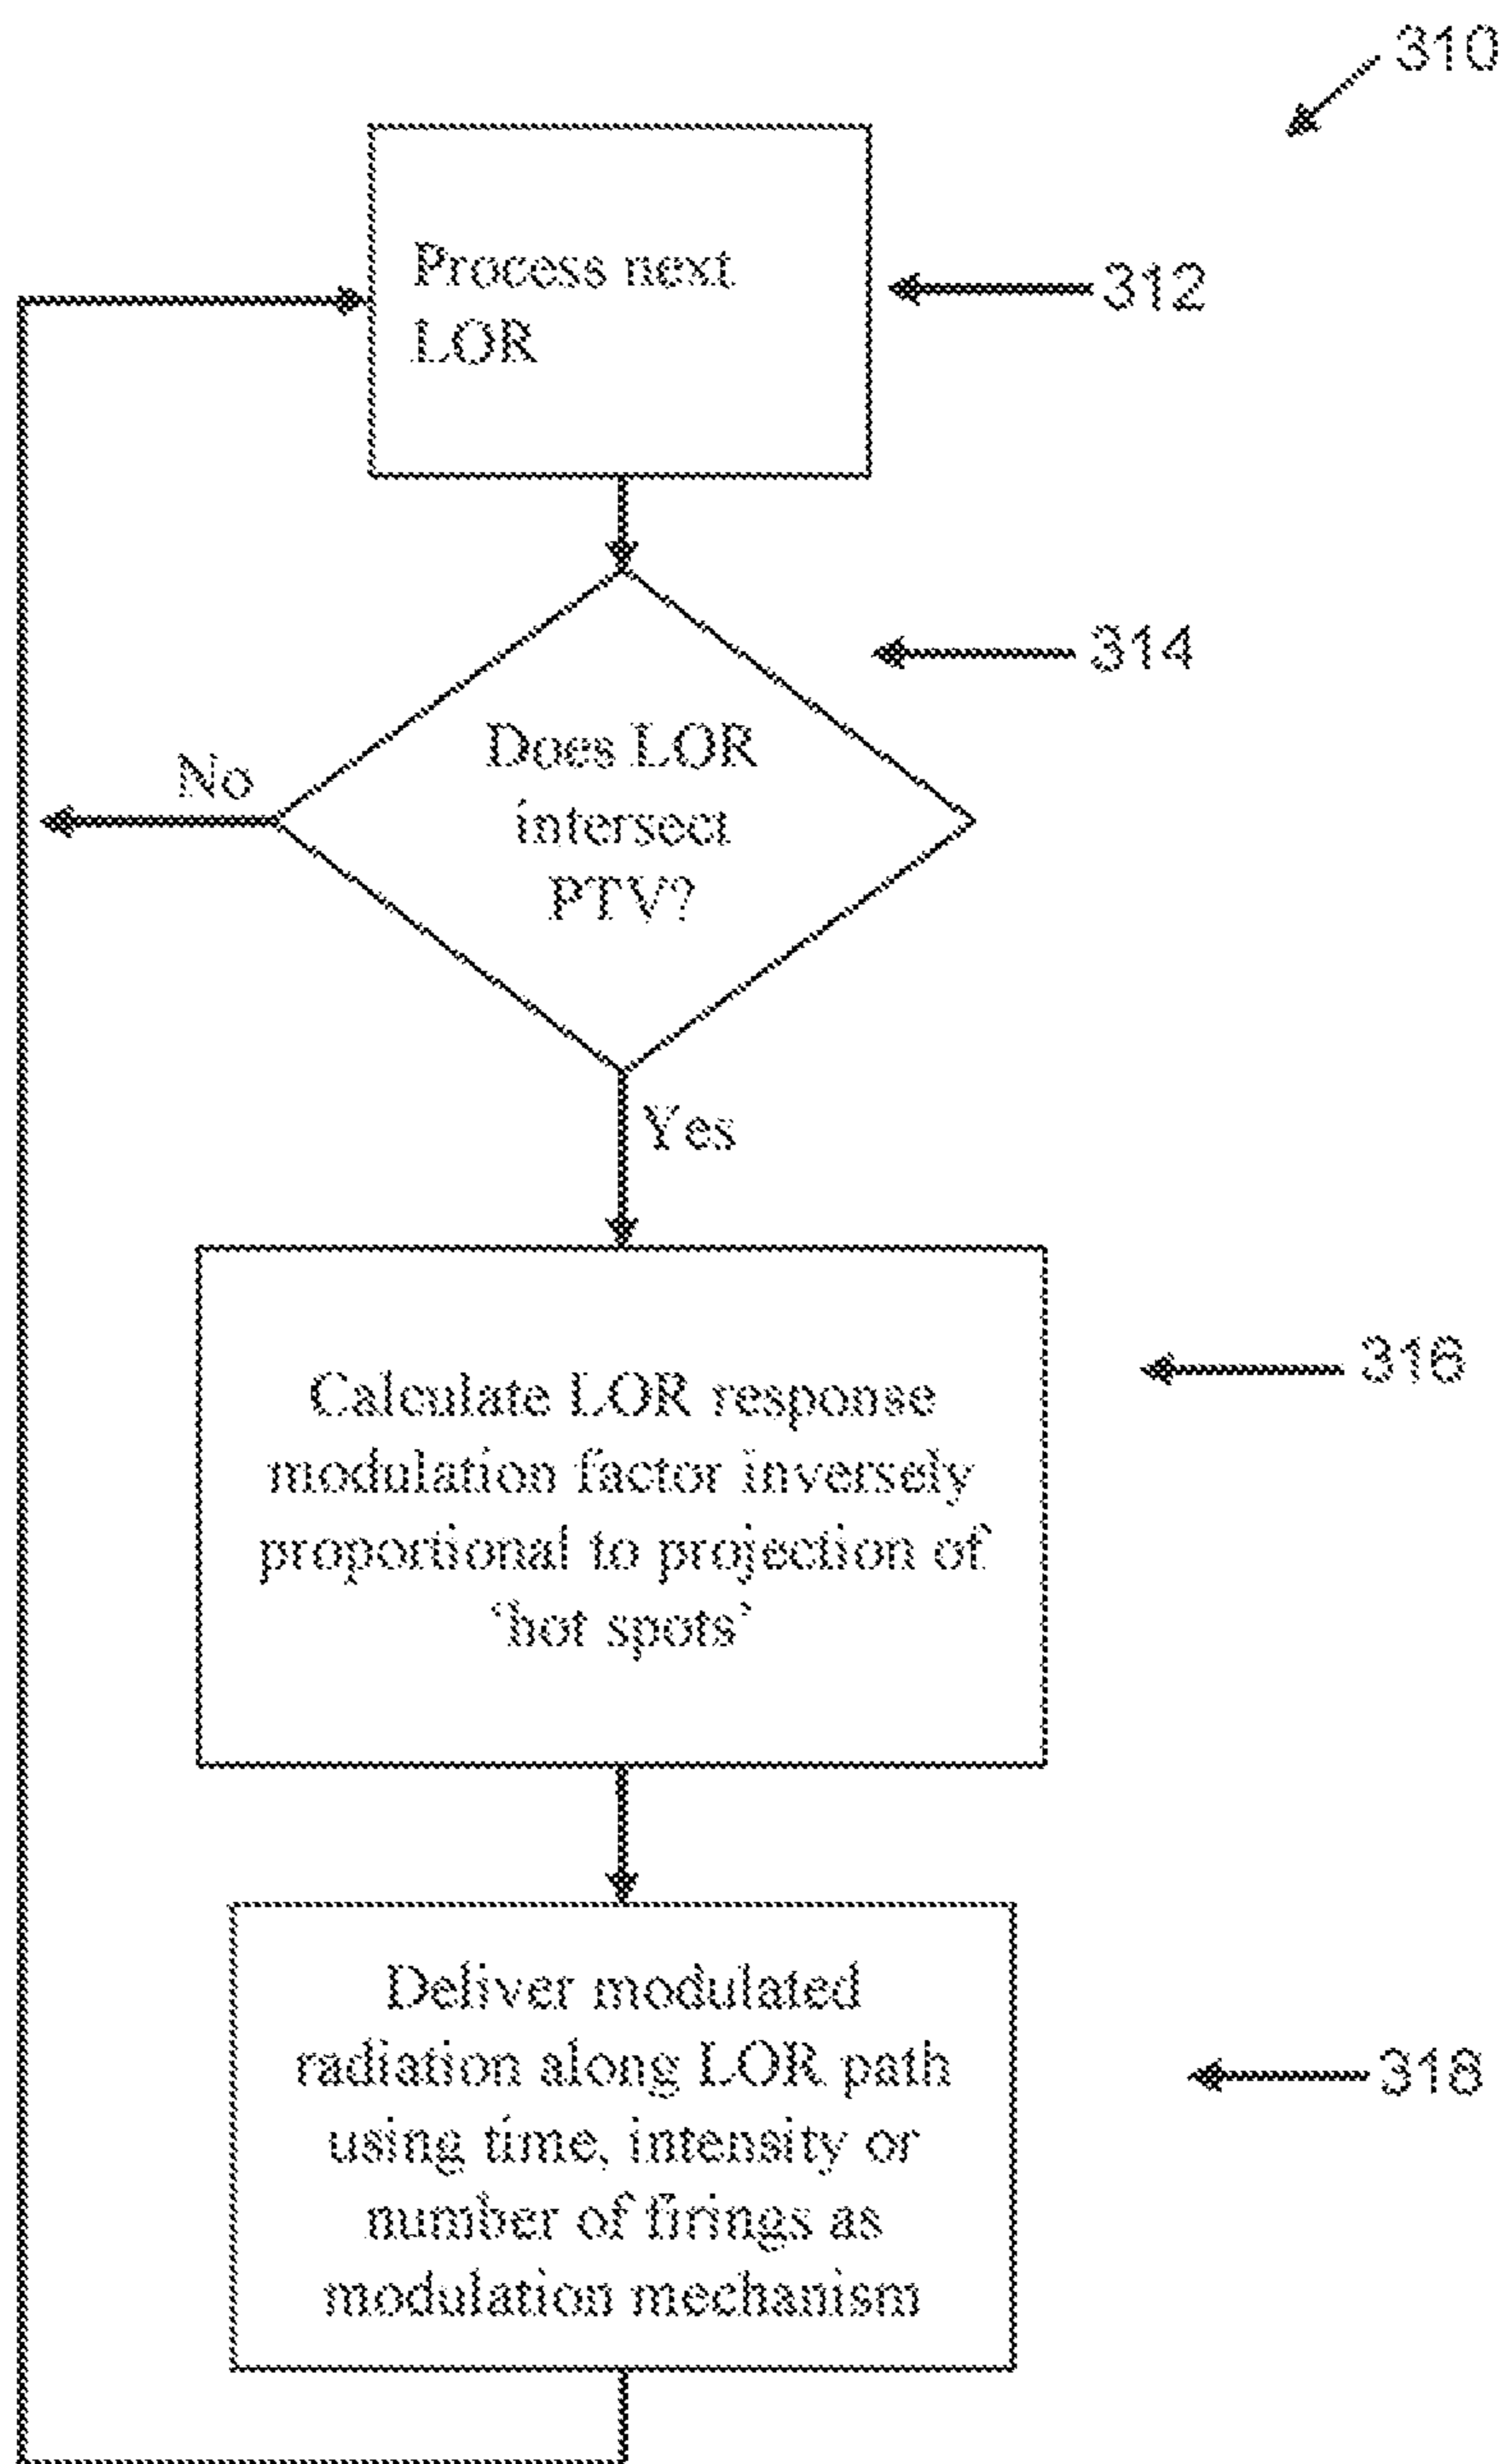 310
Process next
LOR
312
314
Does LOR
intersect
PTV?
No
Yes
Calculate LOR response
modulation factor inversely
proportional to projection of
‘hot spots’
316
Deliver modulated
radiation along LOR path
using time, intensity or
number of firings as
modulation mechanism
318